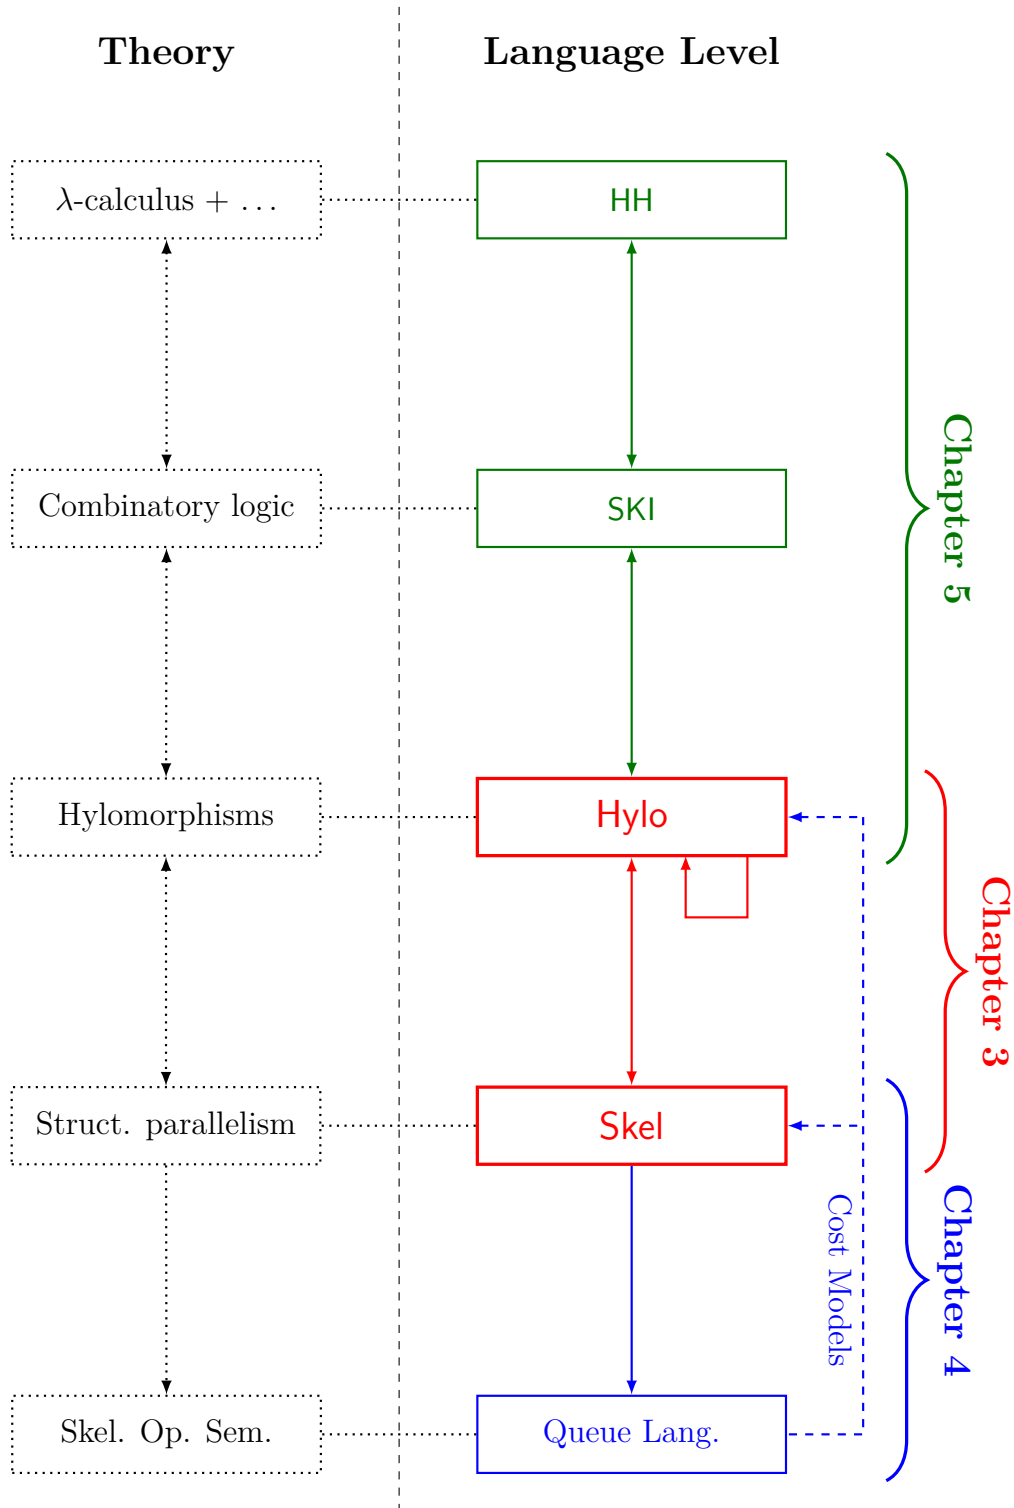 Theory
Language Level
λ-calculus + ...
HH
Combinatory logic
SKI
Chapter 5
Hylomorphisms
Hylo
Chapter 3
Struct. parallelism
Skel
Cost Models
Chapter 4
Skel. Op. Sem.
Queue Lang.